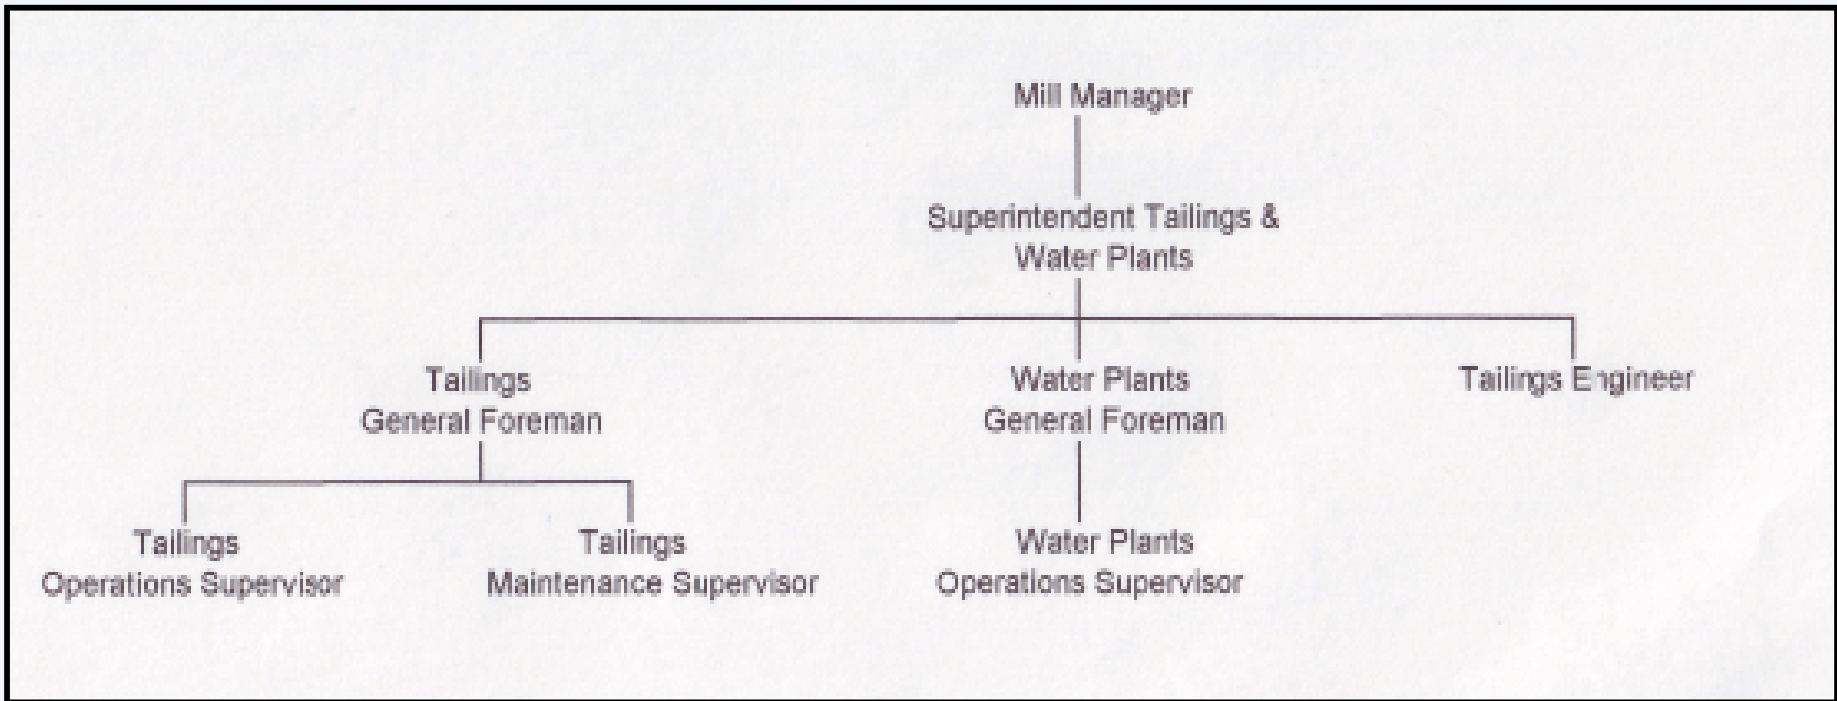 Mill Manager
Superintendent Tailings &
Water Plants
Tailings
General Foreman
Water Plants
General Foreman
Tailings Engineer
Tailings
Operations Supervisor
Tailings
Maintenance Supervisor
Water Plants
Operations Supervisor